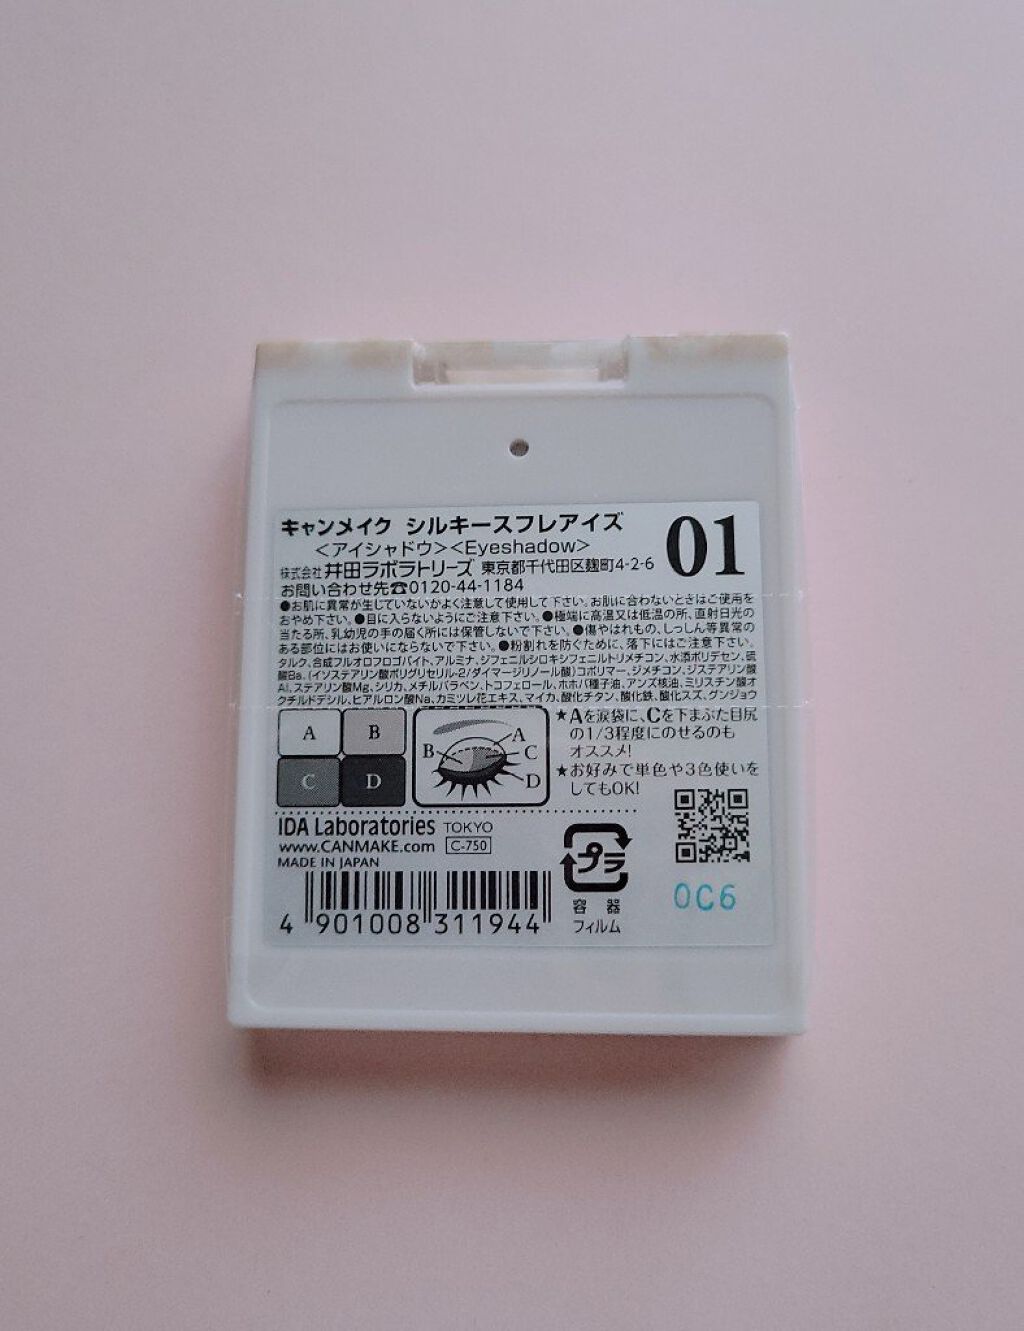 キャンメイク シルキースフレアイズ
01
＜アイシャドウ＞＜Eyeshadow＞
株式会社 井田ラボラトリーズ 東京都千代田区麹町4-2-6
お問い合わせ先☎0120-44-1184
●お肌に異常が生じていないかよく注意して使用して下さい。お肌に合わないときはご使用を
おやめ下さい。●目に入らないようにご注意下さい。●極端に高温又は低温の所、直射日光の
当たる所、乳幼児の手の届く所には保管しないで下さい。●傷やはれもの、しっしん等異常の
ある部位にはお使いにならないで下さい。●粉割れを防ぐために、落下にはご注意下さい。
タルク、合成フルオロフロゴパイト、アルミナ、ジフェニルシロキシフェニルトリメチコン、水添ポリデセン、硫
酸Ba、(イソステアリン酸ポリグリセリル-2/ダイマージリノール酸)コポリマー、ジメチコン、ジステアリン酸
Al、ステアリン酸Mg、シリカ、メチルパラベン、トコフェロール、ホホバ種子油、アンズ核油、ミリスチン酸オ
クチルドデシル、ヒアルロン酸Na、カミツレ花エキス、マイカ、酸化チタン、酸化鉄、酸化スズ、グンジョウ
A B
C D
A
B C
D
★Aを涙袋に、Cを下まぶた目尻
の1/3程度にのせるのも
オススメ!
★お好みで単色や3色使いを
してもOK!
IDA Laboratories TOKYO
www.CANMAKE.com C-750
MADE IN JAPAN
4 901008 311944
プラ
容 器
フィルム
0C6